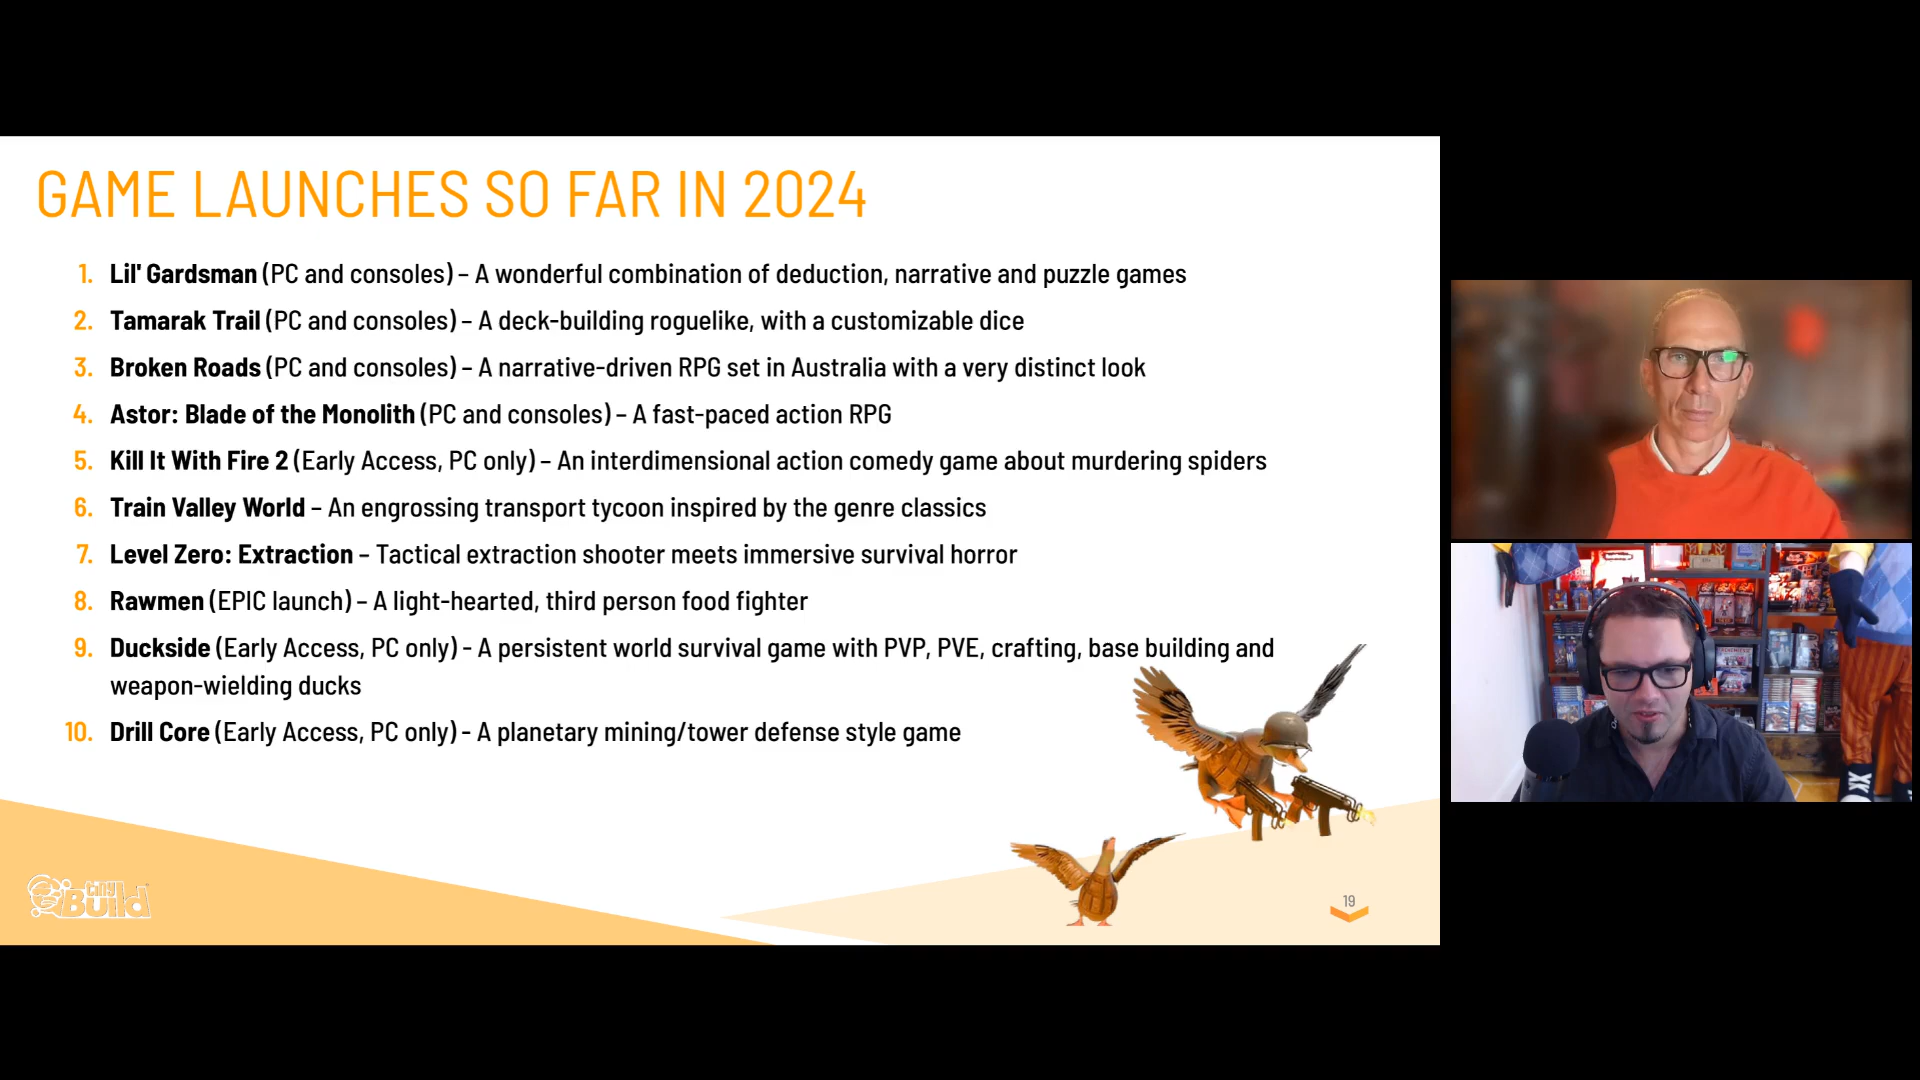 GAME LAUNCHES SO FAR IN 2024
1. Lil' Gardsman (PC and consoles) – A wonderful combination of deduction, narrative and puzzle games
2. Tamarak Trail (PC and consoles) – A deck-building roguelike, with a customizable dice
3. Broken Roads (PC and consoles) – A narrative-driven RPG set in Australia with a very distinct look
4. Astor: Blade of the Monolith (PC and consoles) – A fast-paced action RPG
5. Kill It With Fire 2 (Early Access, PC only) – An interdimensional action comedy game about murdering spiders
6. Train Valley World – An engrossing transport tycoon inspired by the genre classics
7. Level Zero: Extraction – Tactical extraction shooter meets immersive survival horror
8. Rawmen (EPIC launch) – A light-hearted, third person food fighter
9. Duckside (Early Access, PC only) - A persistent world survival game with PVP, PVE, crafting, base building and
weapon-wielding ducks
10. Drill Core (Early Access, PC only) - A planetary mining/tower defense style game
tiny
Build
19